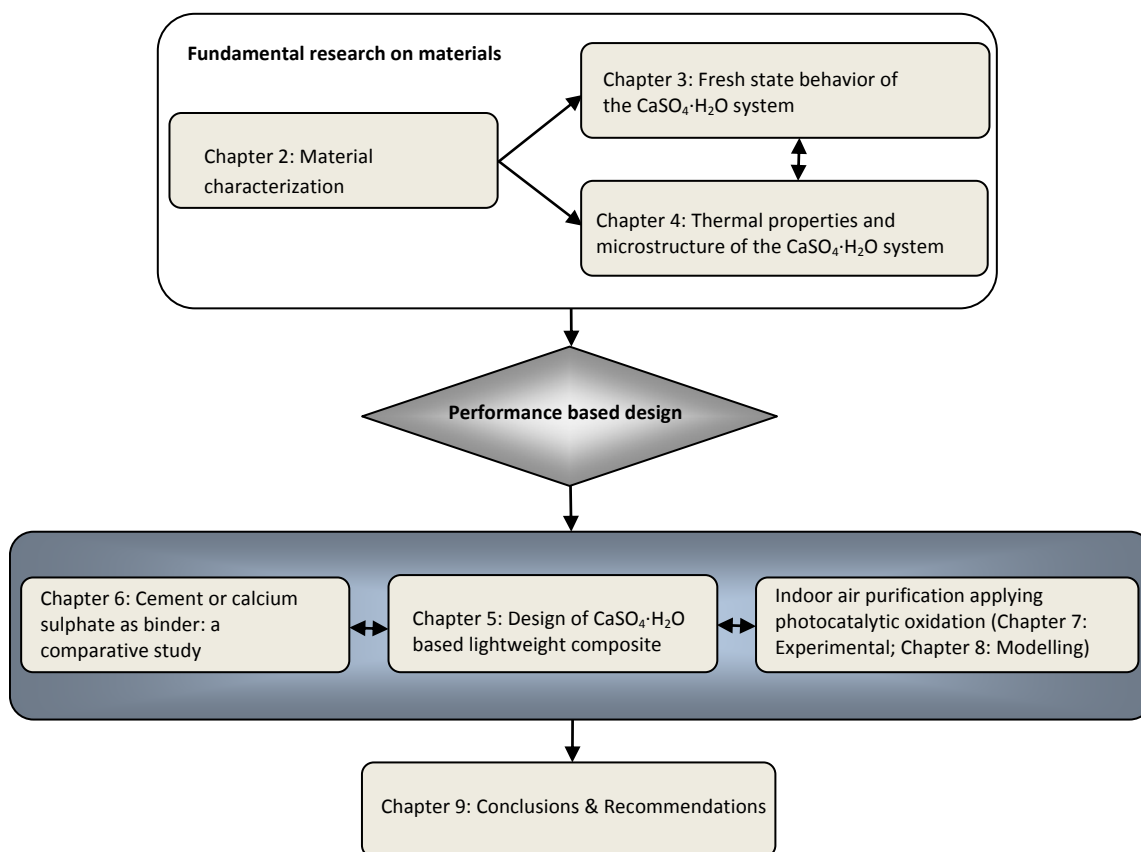 Fundamental research on materials
Chapter 3: Fresh state behavior of
the CaSO₄·H₂O system
Chapter 2: Material
characterization
Chapter 4: Thermal properties and
microstructure of the CaSO₄·H₂O system
Performance based design
Chapter 6: Cement or calcium
sulphate as binder: a
comparative study
Chapter 5: Design of CaSO₄·H₂O
based lightweight composite
Indoor air purification applying
photocatalytic oxidation (Chapter 7:
Experimental; Chapter 8: Modelling)
Chapter 9: Conclusions & Recommendations